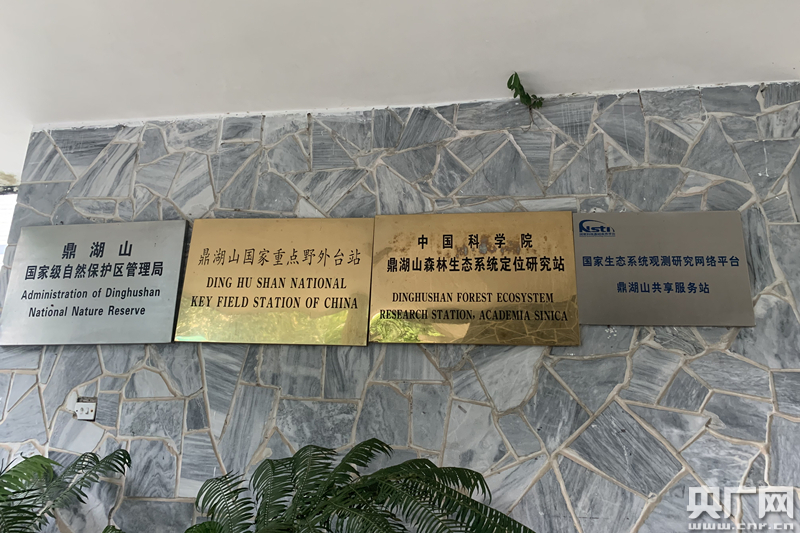 鼎湖山
国家级自然保护区管理局
Administration of Dinghushan
National Nature Reserve
鼎湖山国家重点野外台站
DING HU SHAN NATIONAL
KEY FIELD STATION OF CHINA
中国科学院
鼎湖山森林生态系统定位研究站
DINGHUSHAN FOREST ECOSYSTEM
RESEARCH STATION, ACADEMIA SINICA
国家生态系统观测研究网络平台
鼎湖山共享服务站
央广网
www.cnr.cn